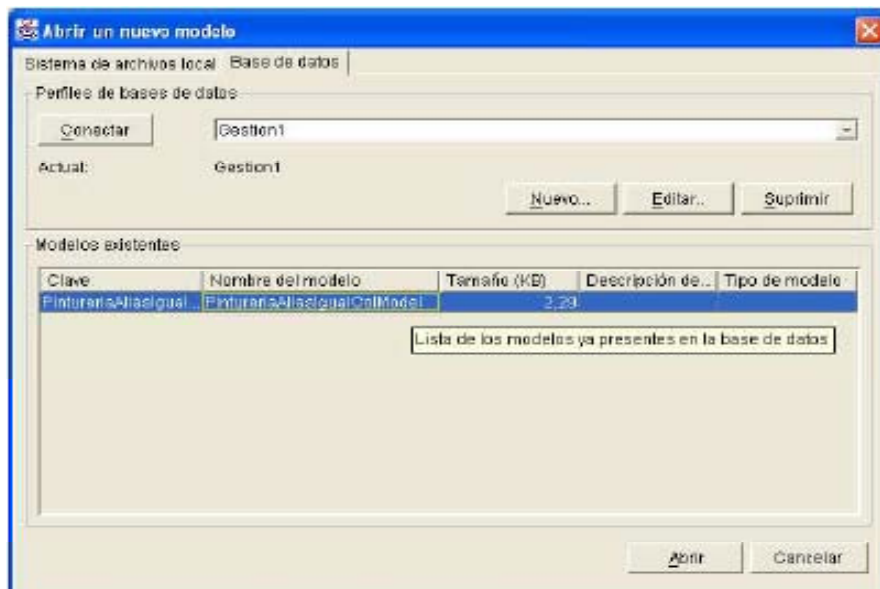 Abrir un nuevo modelo
Sistema de archivos local Base de datos
Perfiles de bases de datos
Conectar Gestion1
Actual: Gestion1
Nuevo... Editar.. Suprimir
Modelos existentes
Clave Nombre del modelo Tamaño (KB) Descripción de... Tipo de modelo
PintureriaAliasIgual... PintureriaAliasIgualColModel 2,29
Lista de los modelos ya presentes en la base de datos
Abrir Cancelar